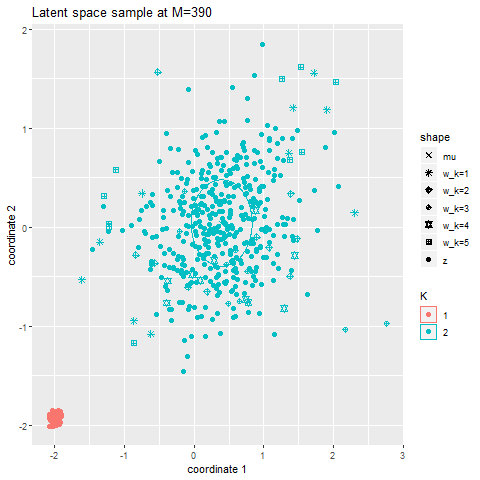 Latent space sample at M=390
2
1
0
-1
-2
coordinate 2
-2
-1
0
1
2
3
coordinate 1
shape
mu
w_k=1
w_k=2
w_k=3
w_k=4
w_k=5
z
K
1
2